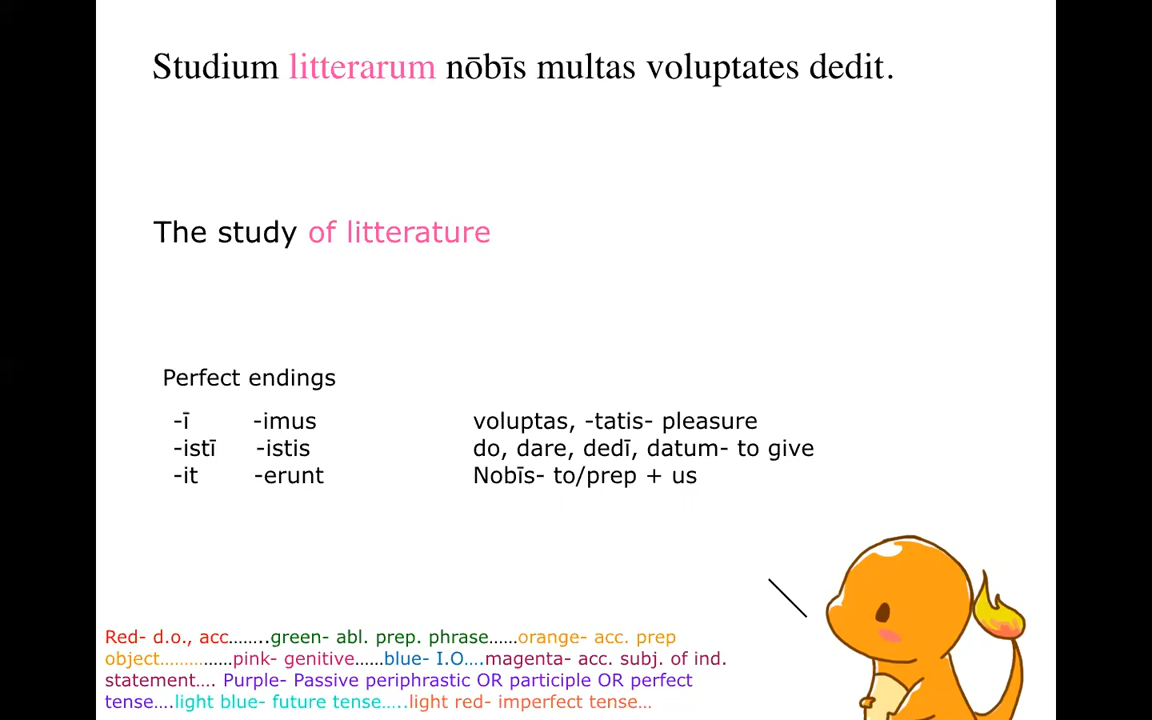 Studium litterarum nōbīs multas voluptates dedit.
The study of litterature
Perfect endings
-ī -imus
-istī -istis
-it -erunt
voluptas, -tatis- pleasure
do, dare, dedī, datum- to give
Nobīs- to/prep + us
Red- d.o., acc........green- abl. prep. phrase......orange- acc. prep
object................pink- genitive......blue- I.O....magenta- acc. subj. of ind.
statement.... Purple- Passive periphrastic OR participle OR perfect
tense....light blue- future tense......light red- imperfect tense...